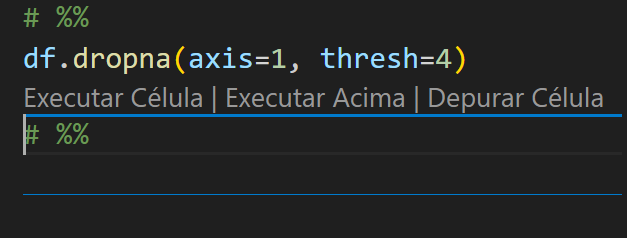 # %%
df.dropna(axis=1, thresh=4)
Executar Célula | Executar Acima | Depurar Célula
# %%